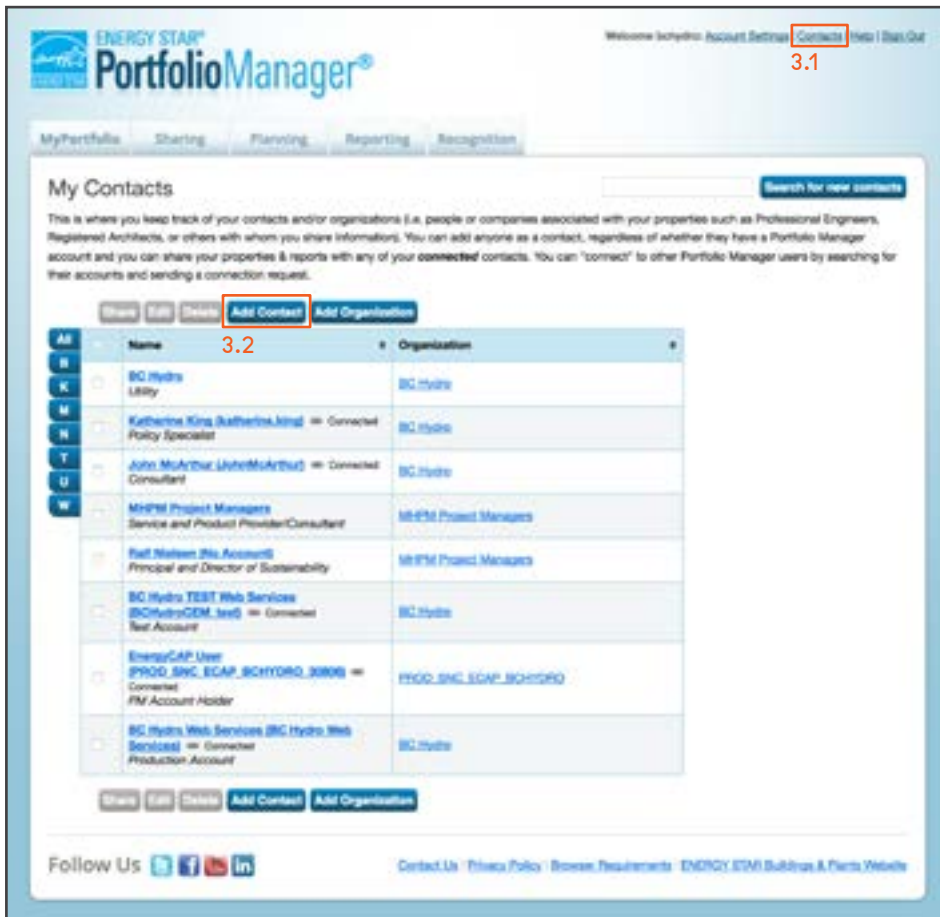 ENERGY STAR®
PortfolioManager®
Welcome bchydro: Account Settings | Contacts | Help | Sign Out
3.1
MyPortfolio Sharing Planning Reporting Recognition
My Contacts
Search for new contacts
This is where you keep track of your contacts and/or organizations (i.e. people or companies associated with your properties such as Professional Engineers,
Registered Architects, or others with whom you share information). You can add anyone as a contact, regardless of whether they have a Portfolio Manager
account and you can share your properties & reports with any of your connected contacts. You can "connect" to other Portfolio Manager users by searching for
their accounts and sending a connection request.
Share Edit Delete Add Contact Add Organization
3.2
All
B
K
M
N
T
U
W
Name Organization
BC Hydro BC Hydro
Utility
Katherine King (katherine.king) Connected BC Hydro
Policy Specialist
John McArthur (JohnMcArthur) Connected BC Hydro
Consultant
MHPM Project Managers MHPM Project Managers
Service and Product Provider/Consultant
Ralf Nielsen (No Account) MHPM Project Managers
Principal and Director of Sustainability
BC Hydro TEST Web Services
(BCHydroGEM_test) Connected BC Hydro
Test Account
EnergyCAP User
(PROD_SNC_ECAP_BCHYDRO_30806) PROD_SNC_ECAP_BCHYDRO
Connected
PM Account Holder
BC Hydro Web Services (BC Hydro Web
Services) Connected BC Hydro
Production Account
Share Edit Delete Add Contact Add Organization
Follow Us
Contact Us | Privacy Policy | Browser Requirements | ENERGY STAR Buildings & Plants Website